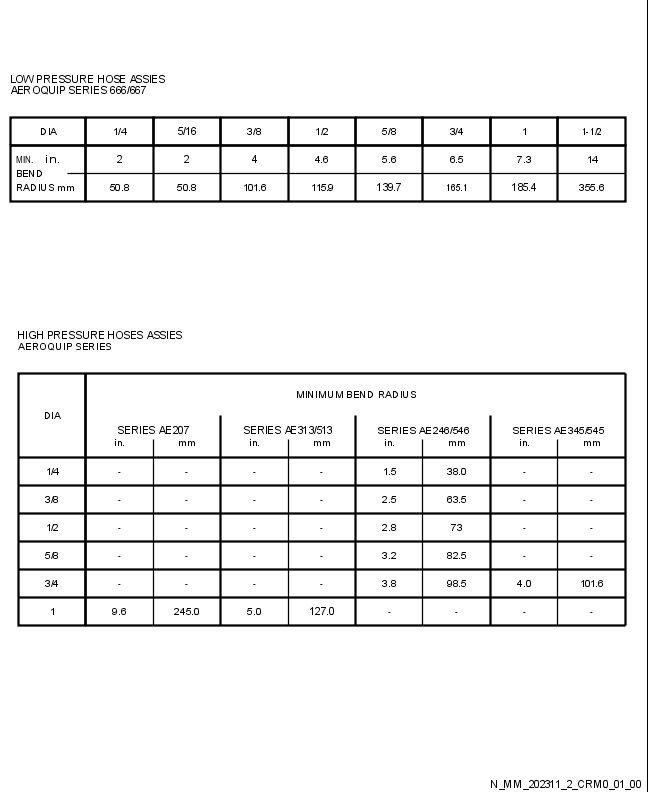 LOW PRESSURE HOSE ASSIES
AEROQUIP SERIES 666/667
DIA 1/4 5/16 3/8 1/2 5/8 3/4 1 1-1/2
MIN. in. 2 2 4 4.6 5.6 6.5 7.3 14
BEND
RADIUS mm 50.8 50.8 101.6 115.9 139.7 165.1 185.4 355.6
HIGH PRESSURE HOSES ASSIES
AEROQUIP SERIES
MINIMUM BEND RADIUS
DIA
SERIES AE207 SERIES AE313/513 SERIES AE246/546 SERIES AE345/545
in. mm in. mm in. mm in. mm
1/4 - - - - 1.5 38.0 - -
3/8 - - - - 2.5 63.5 - -
1/2 - - - - 2.8 73 - -
5/8 - - - - 3.2 82.5 - -
3/4 - - - - 3.8 98.5 4.0 101.6
1 9.6 245.0 5.0 127.0 - - - -
N_MM_202311_2_CRM0_01_00